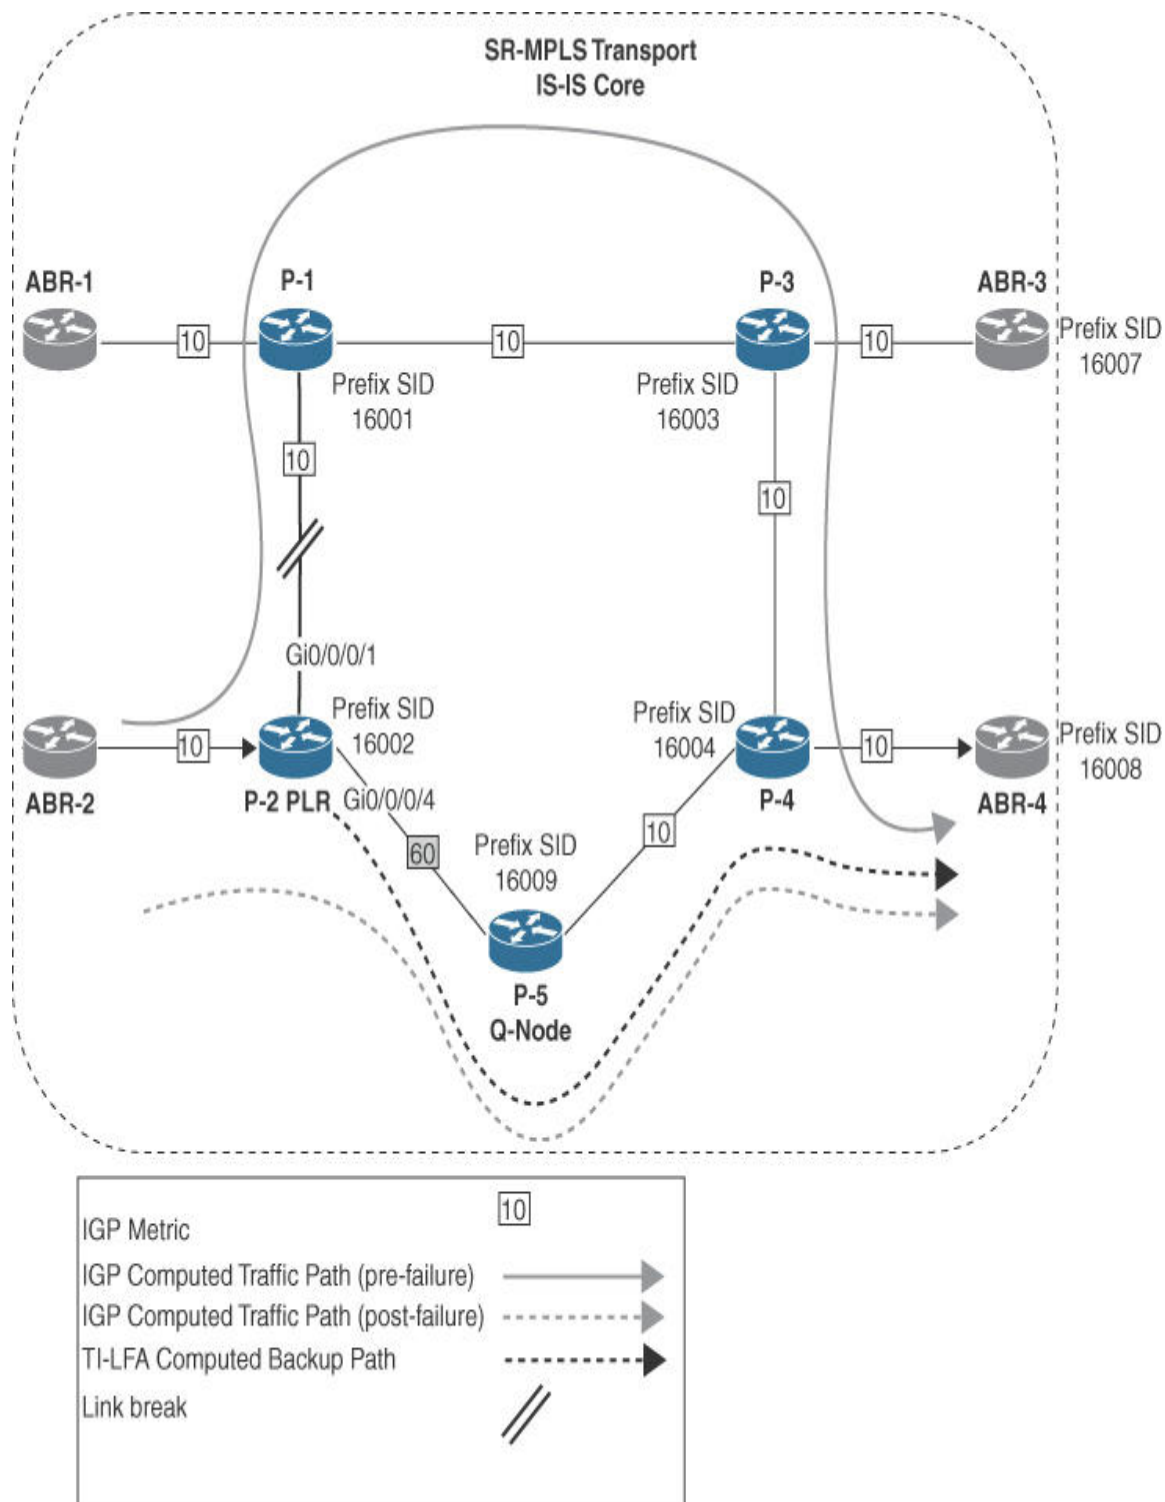 SR-MPLS Transport
IS-IS Core
ABR-1
P-1
P-3
ABR-3
10
10
10
Prefix SID
16007
Prefix SID
16001
Prefix SID
16003
10
10
Gi0/0/0/1
Prefix SID
16002
Prefix SID
16004
10
10
Prefix SID
16008
ABR-2
P-2 PLR
Gi0/0/0/4
P-4
ABR-4
60
10
Prefix SID
16009
P-5
Q-Node
IGP Metric
10
IGP Computed Traffic Path (pre-failure)
IGP Computed Traffic Path (post-failure)
TI-LFA Computed Backup Path
Link break